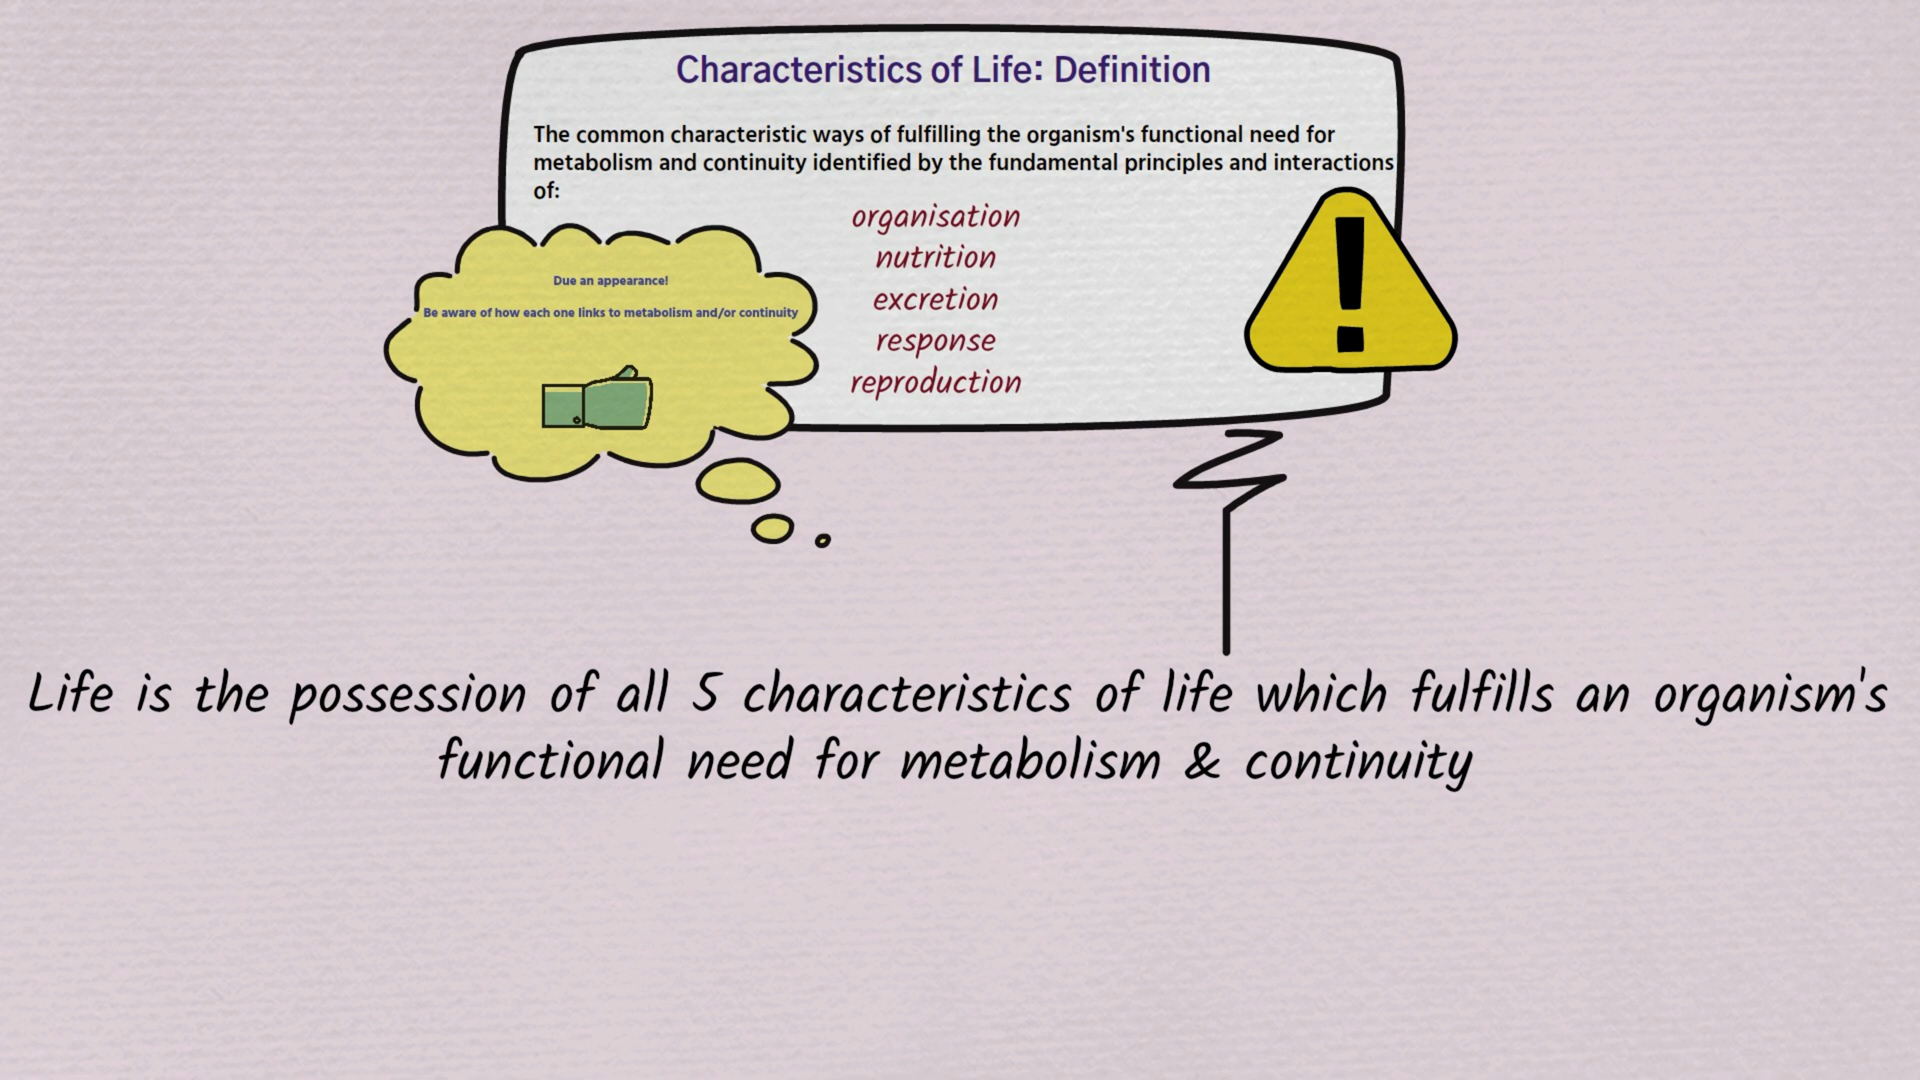 Characteristics of Life: Definition
The common characteristic ways of fulfilling the organism's functional need for
metabolism and continuity identified by the fundamental principles and interactions
of:
organisation
nutrition
excretion
response
reproduction
Due an appearance!
Be aware of how each one links to metabolism and/or continuity
!
Life is the possession of all 5 characteristics of life which fulfills an organism's
functional need for metabolism & continuity